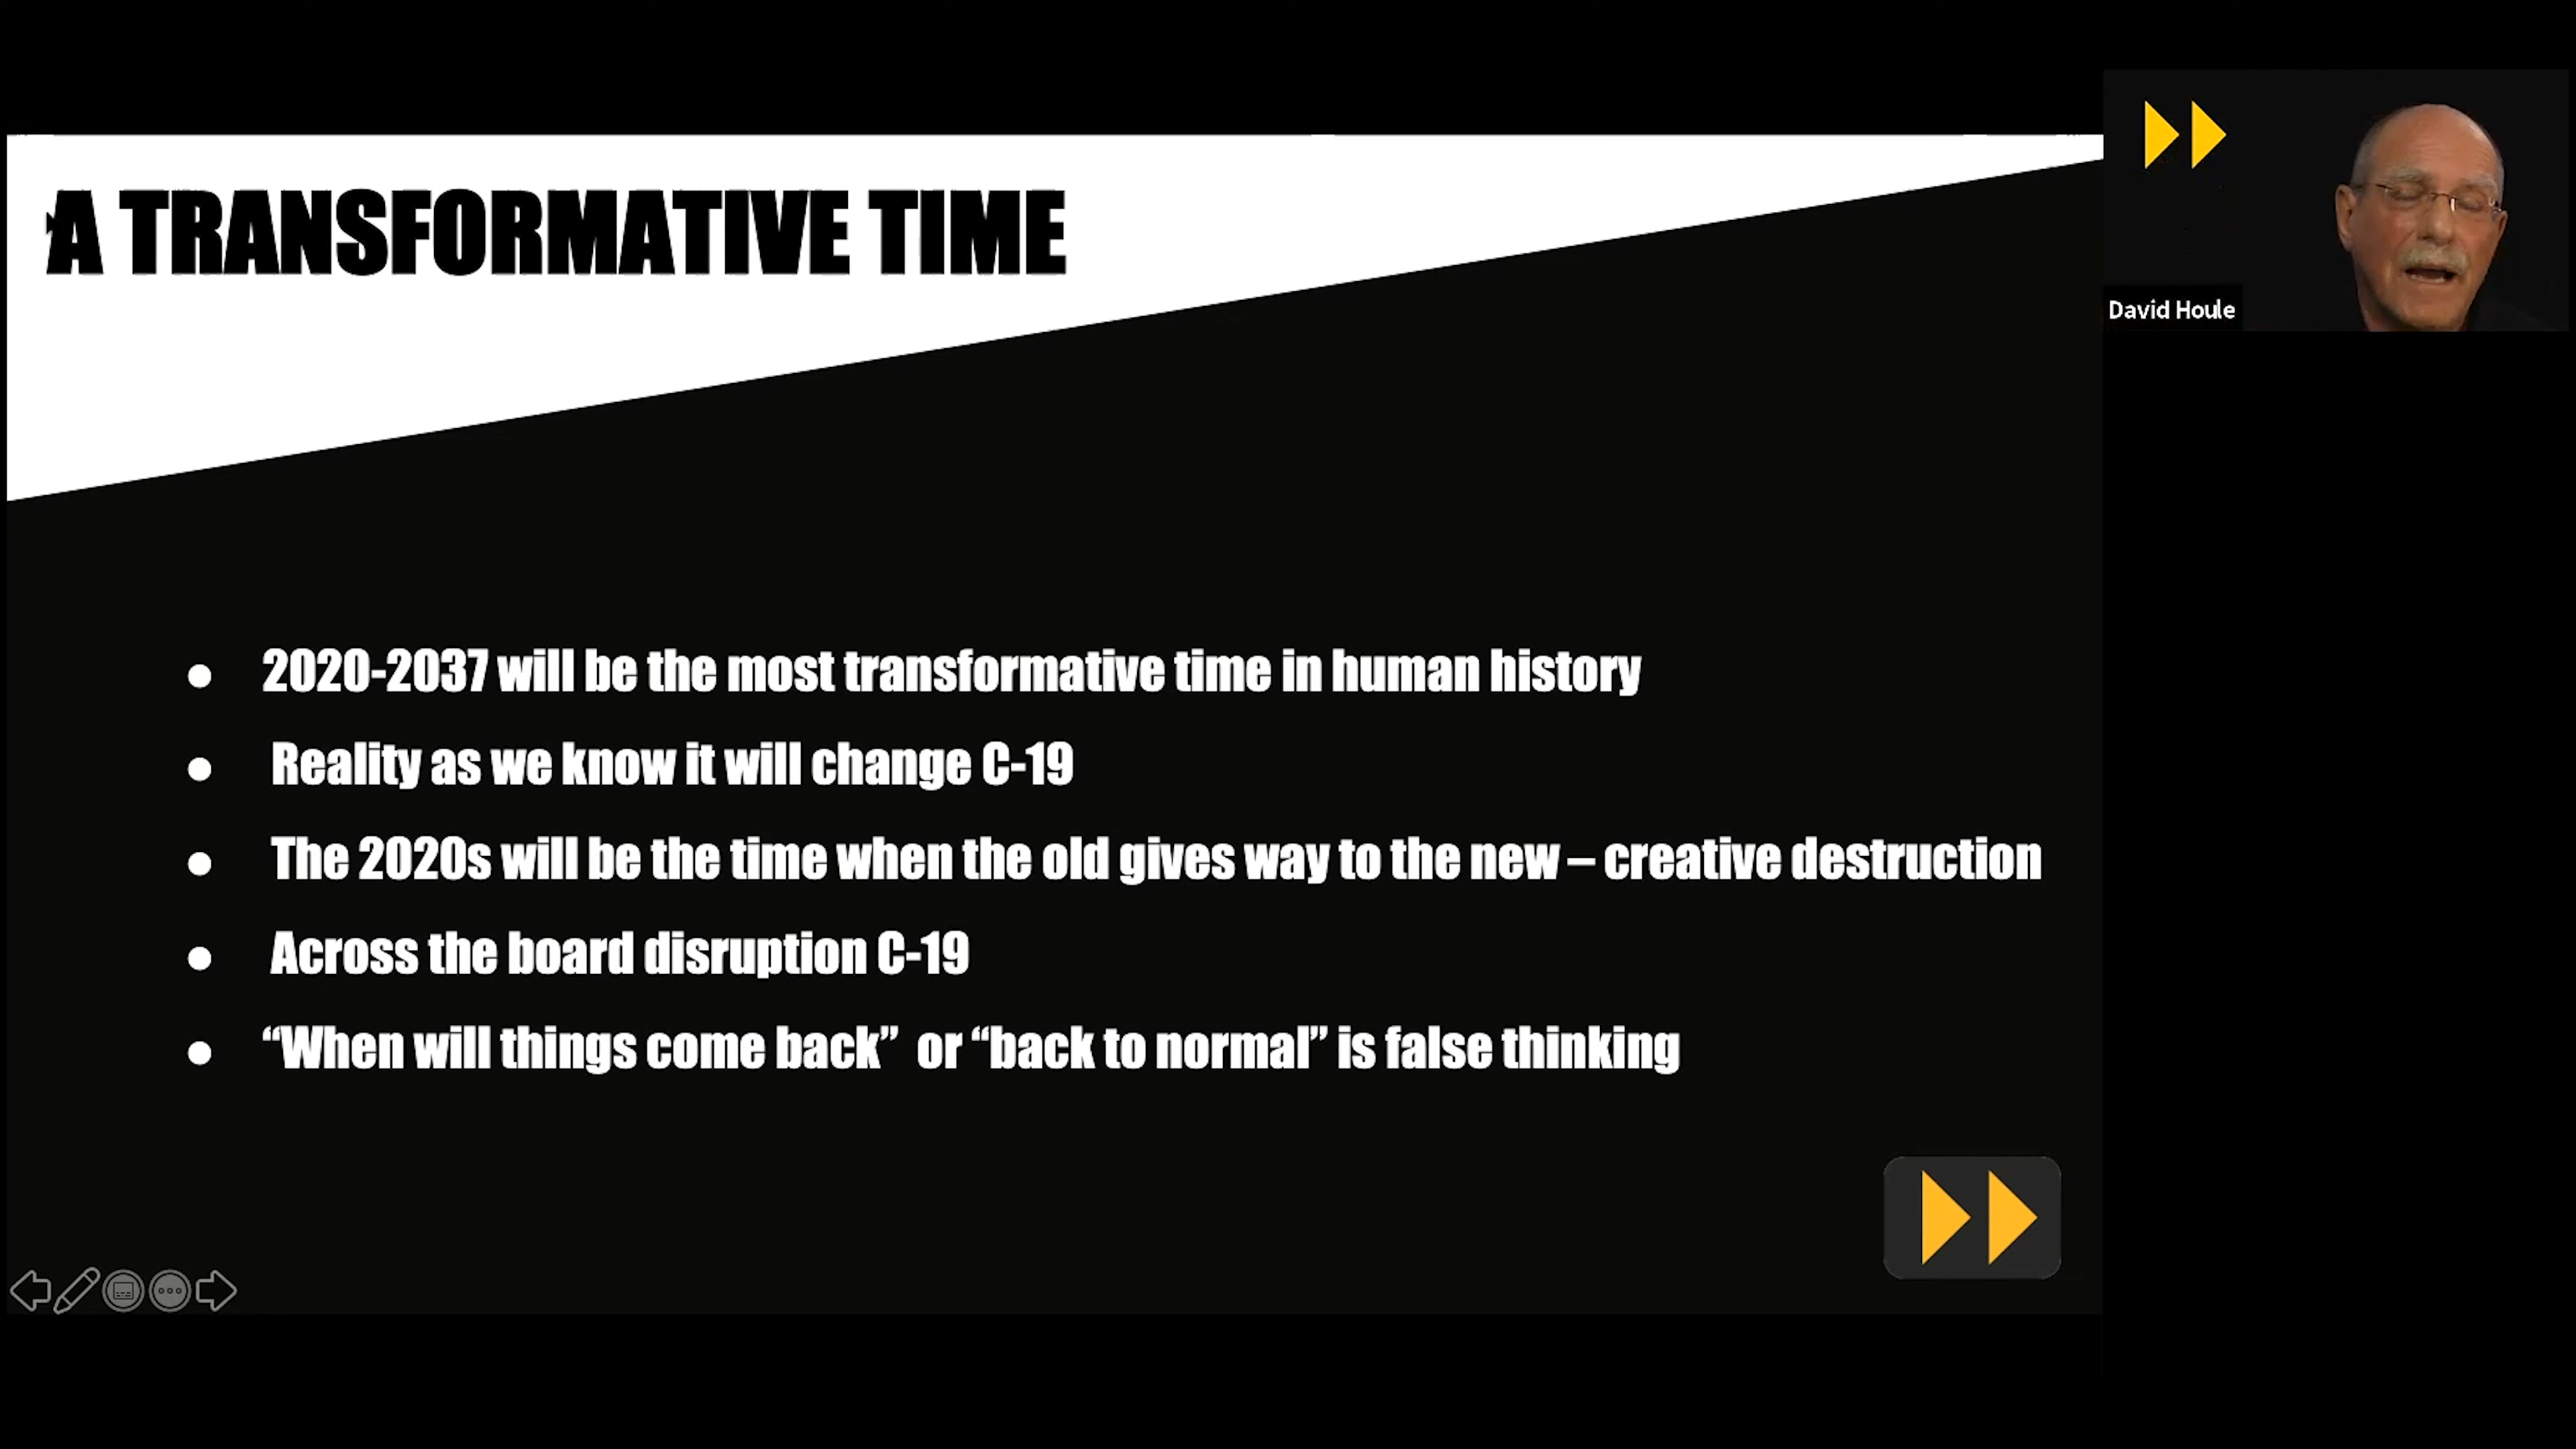 A TRANSFORMATIVE TIME
David Houle
● 2020-2037 will be the most transformative time in human history
● Reality as we know it will change C-19
● The 2020s will be the time when the old gives way to the new – creative destruction
● Across the board disruption C-19
● “When will things come back” or “back to normal” is false thinking